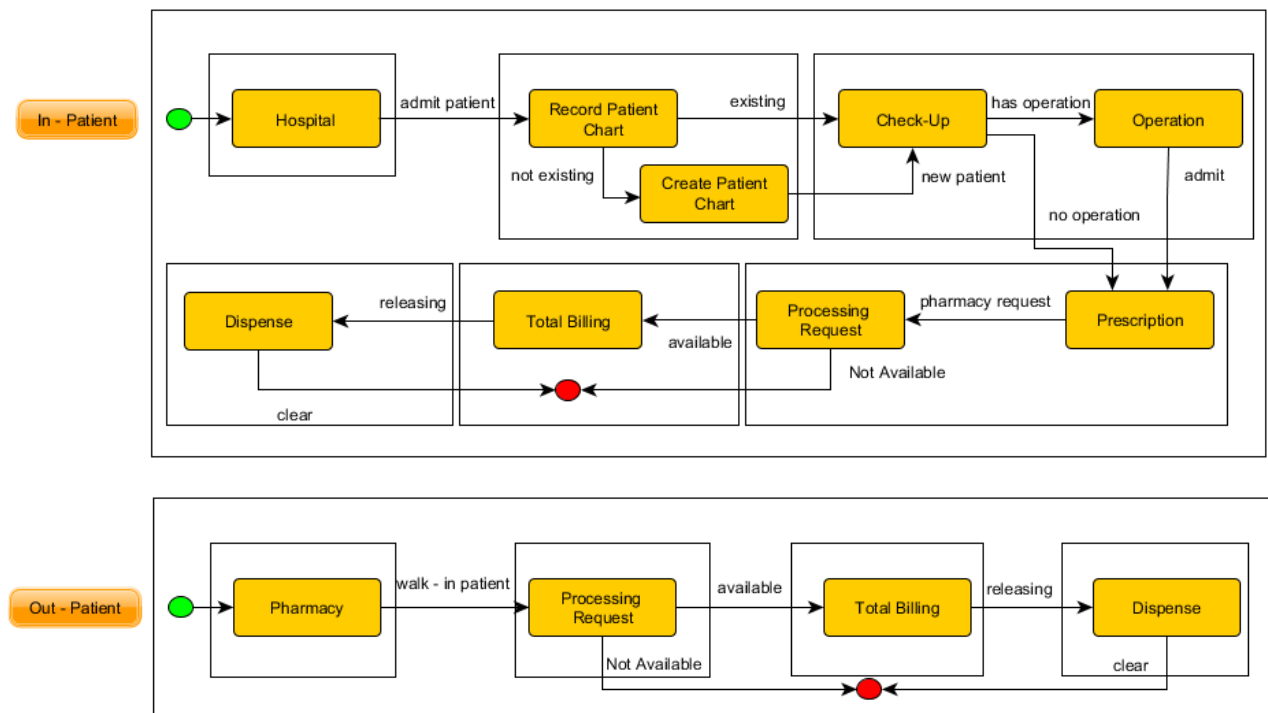 In - Patient
Hospital
admit patient
Record Patient
Chart
existing
not existing
Create Patient
Chart
new patient
Check-Up
has operation
Operation
no operation
admit
Dispense
releasing
Total Billing
available
Processing
Request
pharmacy request
Prescription
Not Available
clear
Out - Patient
Pharmacy
walk - in patient
Processing
Request
available
Total Billing
releasing
Dispense
Not Available
clear